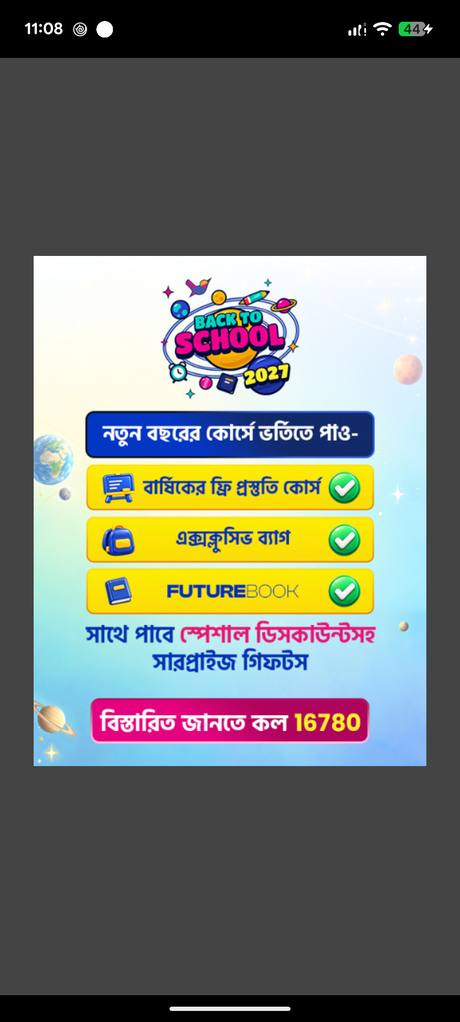 11:08
44
BACK TO
SCHOOL
2027
নতুন বছরের কোর্সে ভর্তিতে পাও-
বার্ষিকের ফ্রি প্রস্তুতি কোর্স
এক্সক্লুসিভ ব্যাগ
FUTUREBOOK
সাথে পাবে স্পেশাল ডিসকাউন্টসহ
সারপ্রাইজ গিফটস
বিস্তারিত জানতে কল 16780